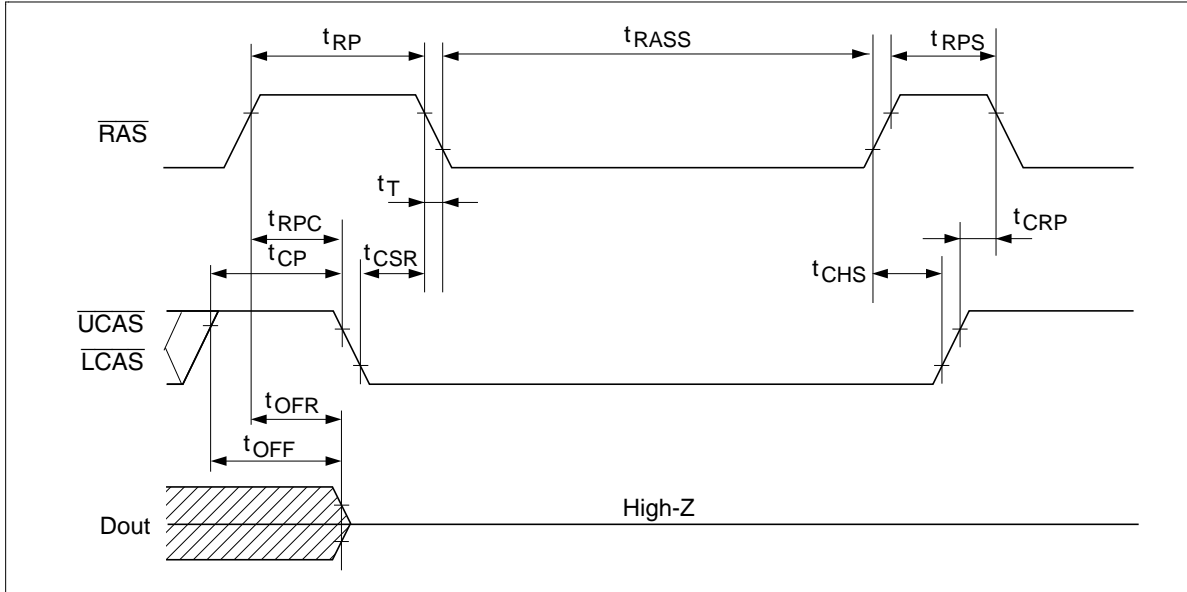 tRP
tRASS
tRPS
RAS
tT
tRPC
tCRP
tCP
tCSR
tCHS
UCAS
LCAS
tOFR
tOFF
High-Z
Dout